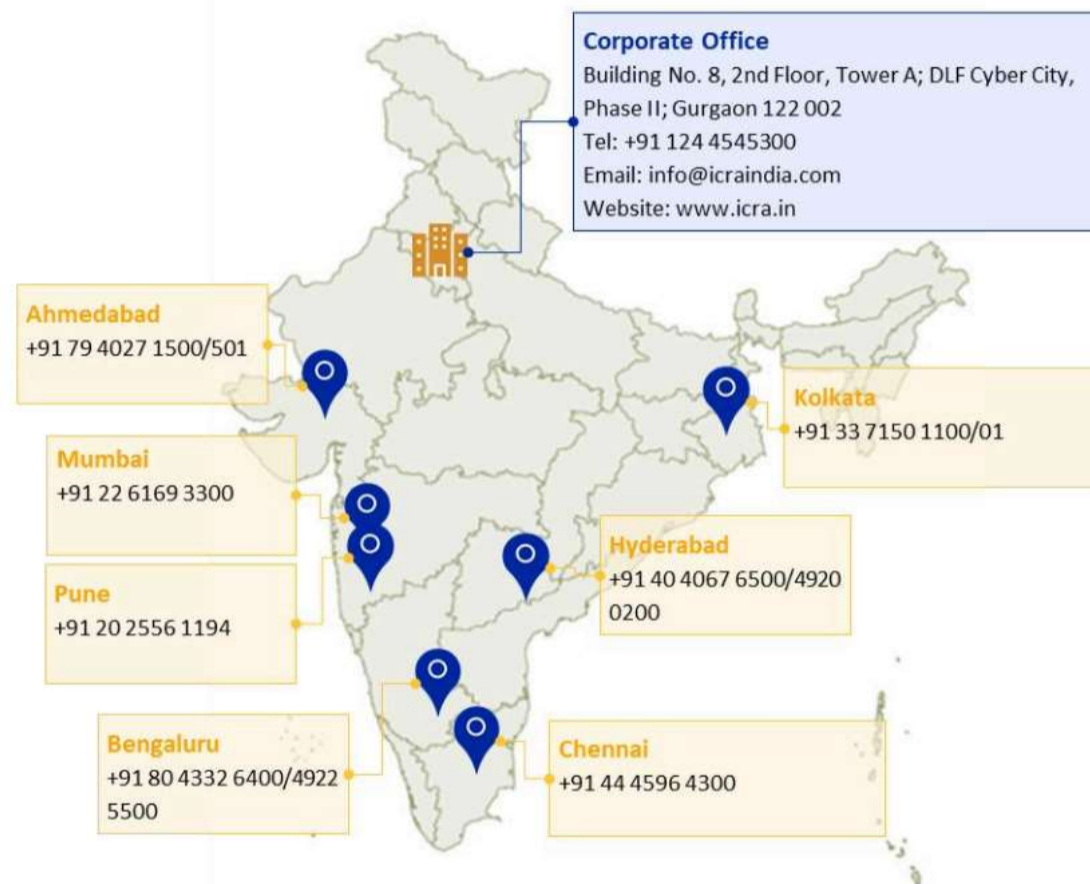 Corporate Office
Building No. 8, 2nd Floor, Tower A; DLF Cyber City,
Phase II; Gurgaon 122 002
Tel: +91 124 4545300
Email: info@icraindia.com
Website: www.icra.in
Ahmedabad
+91 79 4027 1500/501
Kolkata
+91 33 7150 1100/01
Mumbai
+91 22 6169 3300
Hyderabad
+91 40 4067 6500/4920
0200
Pune
+91 20 2556 1194
Bengaluru
+91 80 4332 6400/4922
5500
Chennai
+91 44 4596 4300